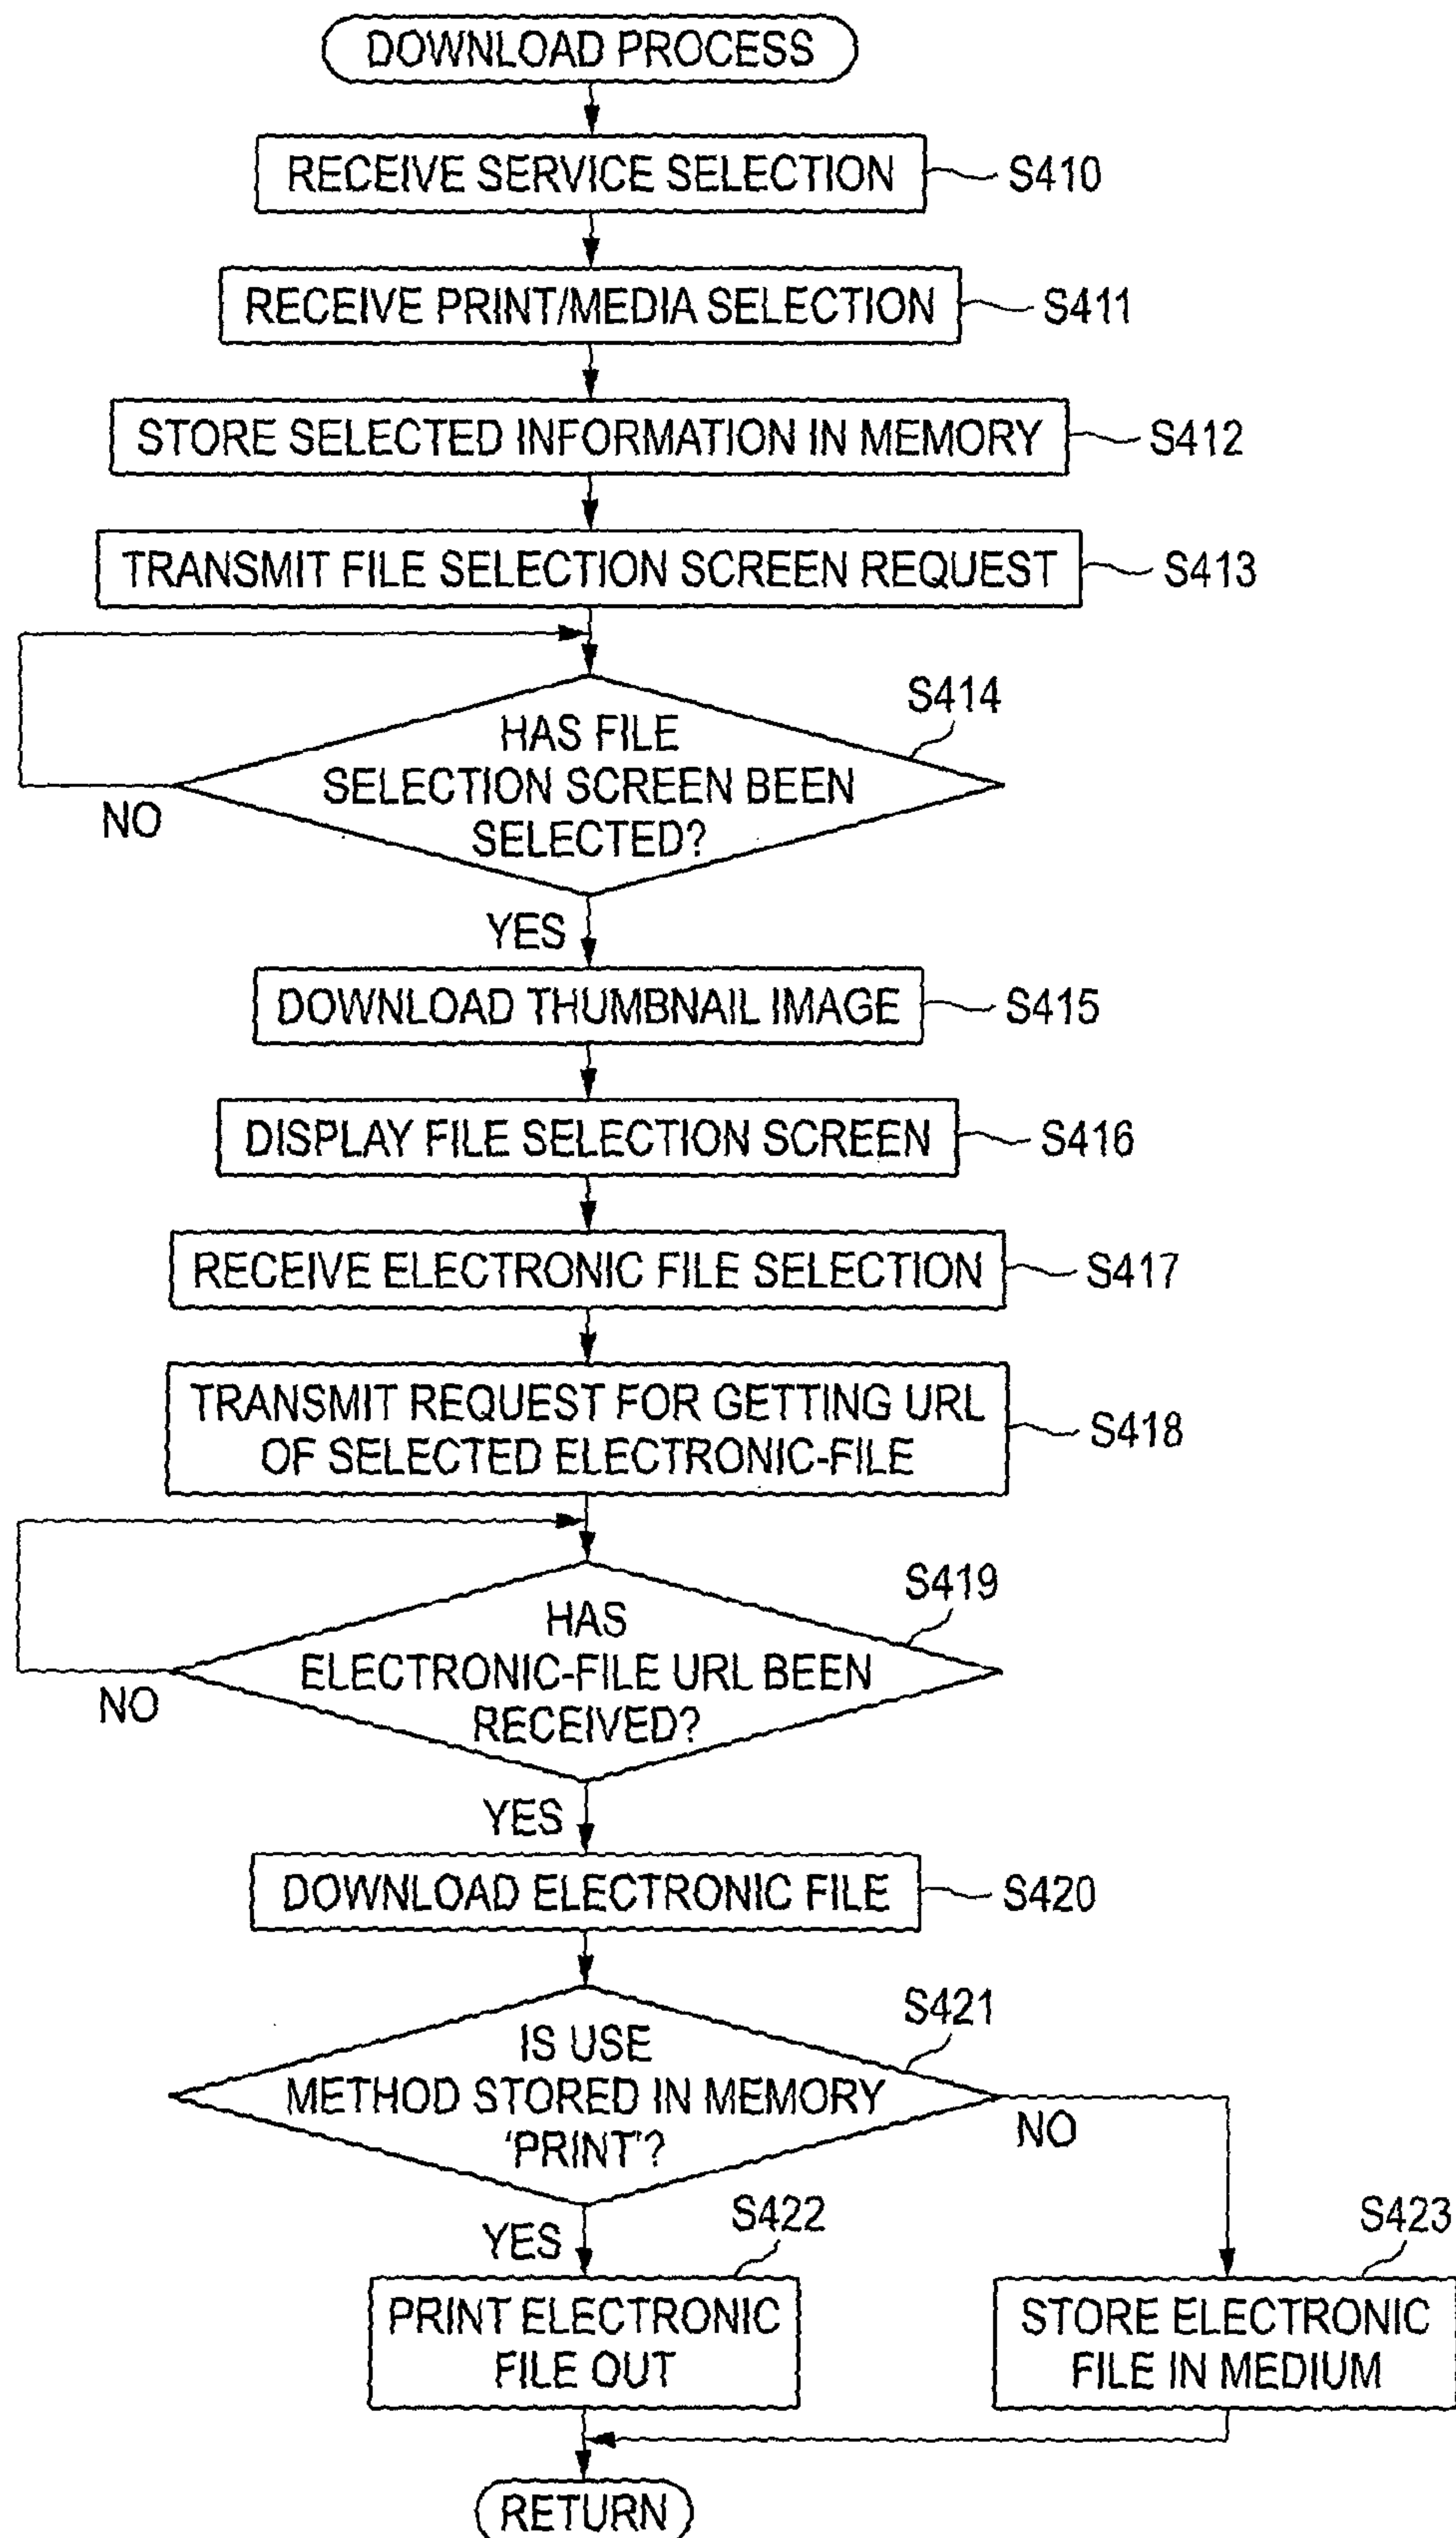 DOWNLOAD PROCESS
RECEIVE SERVICE SELECTION
S410
RECEIVE PRINT/MEDIA SELECTION
S411
STORE SELECTED INFORMATION IN MEMORY
S412
TRANSMIT FILE SELECTION SCREEN REQUEST
S413
S414
HAS FILE
SELECTION SCREEN BEEN
SELECTED?
NO
YES
DOWNLOAD THUMBNAIL IMAGE
S415
DISPLAY FILE SELECTION SCREEN
S416
RECEIVE ELECTRONIC FILE SELECTION
S417
TRANSMIT REQUEST FOR GETTING URL
OF SELECTED ELECTRONIC-FILE
S418
S419
HAS
ELECTRONIC-FILE URL BEEN
RECEIVED?
NO
YES
DOWNLOAD ELECTRONIC FILE
S420
S421
IS USE
METHOD STORED IN MEMORY
'PRINT'?
NO
YES
S422
S423
PRINT ELECTRONIC
FILE OUT
STORE ELECTRONIC
FILE IN MEDIUM
RETURN